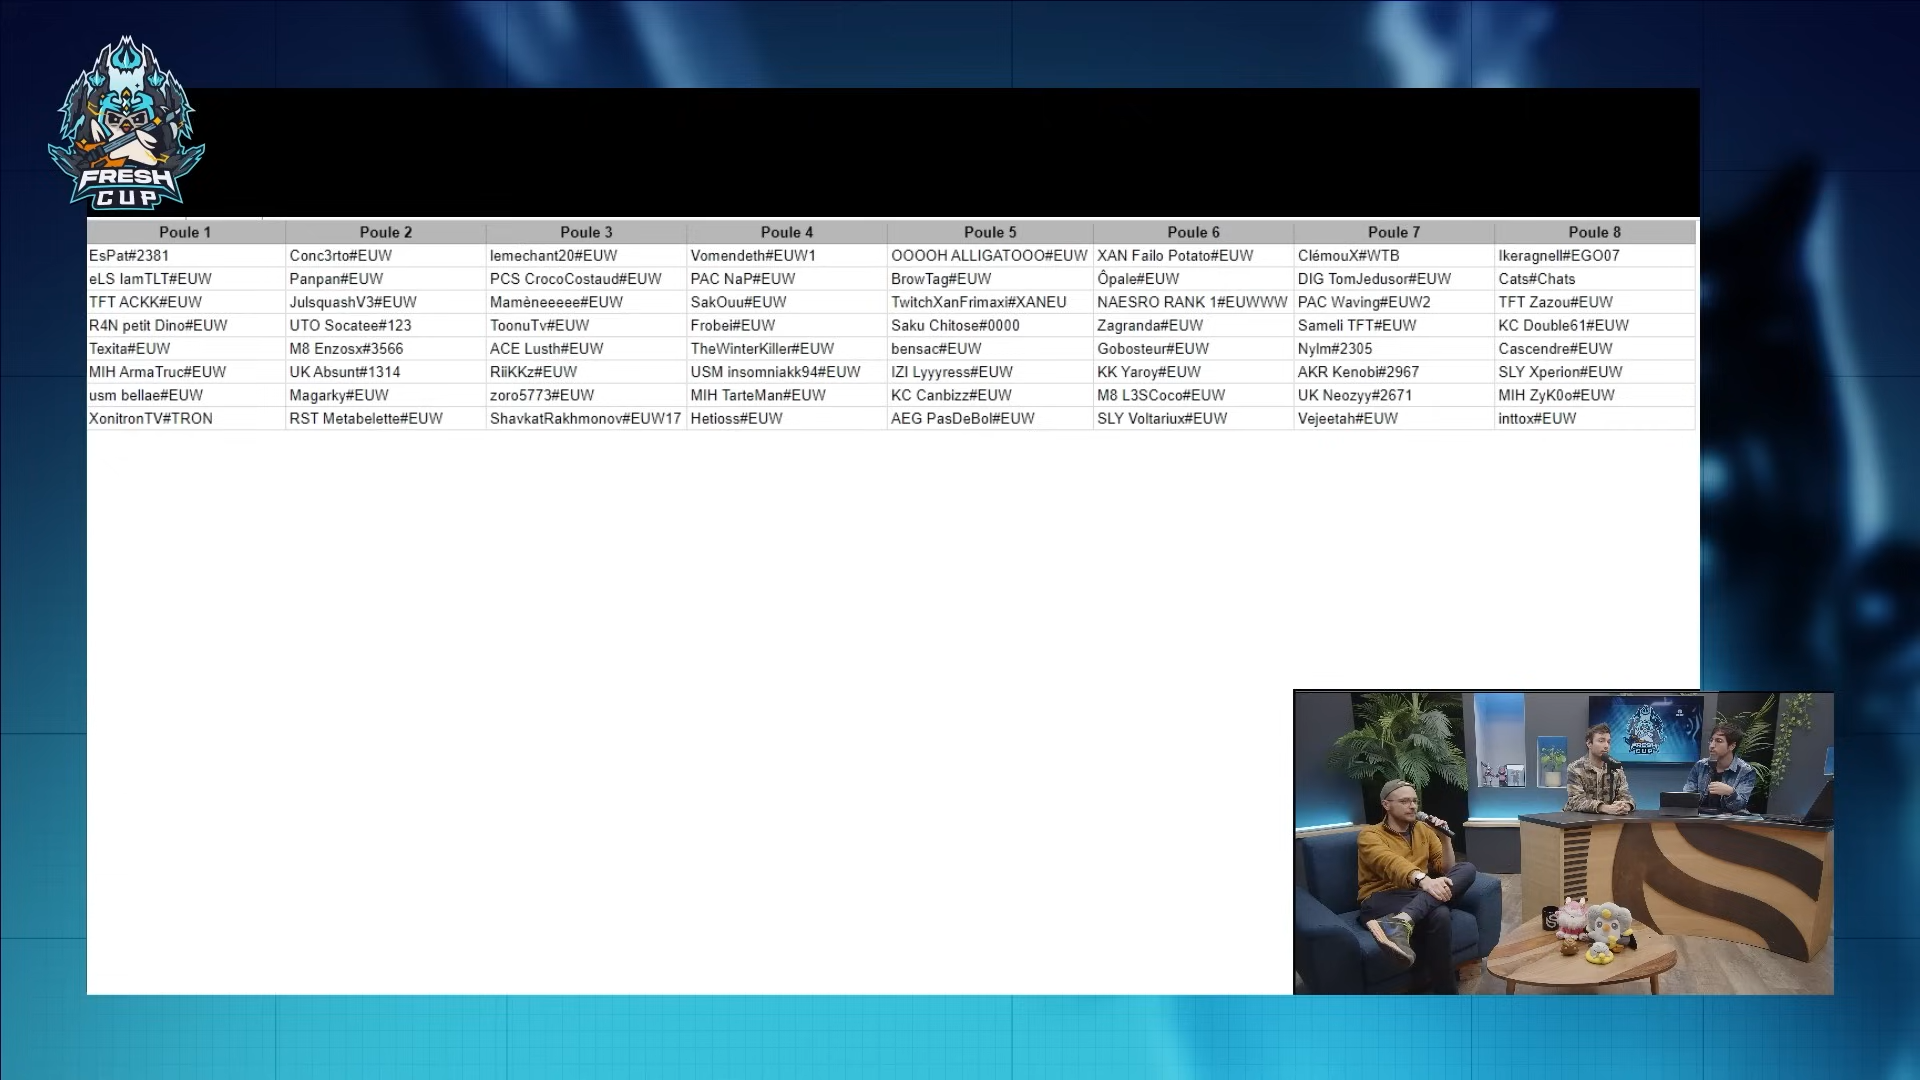 FRESH
CUP
Poule 1 Poule 2 Poule 3 Poule 4 Poule 5 Poule 6 Poule 7 Poule 8
EsPat#2381 Conc3rto#EUW lemechant20#EUW Vomendeth#EUW1 OOOOH ALLIGATOOO#EUW XAN Failo Potato#EUW ClémouX#WTB Ikeragnell#EGO07
eLS IamTLT#EUW Panpan#EUW PCS CrocoCostaud#EUW PAC NaP#EUW BrowTag#EUW Ôpale#EUW DIG TomJedusor#EUW Cats#Chats
TFT ACKK#EUW JulsquashV3#EUW Mamèneeeee#EUW SakOuu#EUW TwitchXanFrimaxi#XANEU NAESRO RANK 1#EUWWW PAC Waving#EUW2 TFT Zazou#EUW
R4N petit Dino#EUW UTO Socatee#123 ToonuTv#EUW Frobei#EUW Saku Chitose#0000 Zagranda#EUW Sameli TFT#EUW KC Double61#EUW
Texita#EUW M8 Enzosx#3566 ACE Lusth#EUW TheWinterKiller#EUW bensac#EUW Gobosteur#EUW Nylm#2305 Cascendre#EUW
MIH ArmaTruc#EUW UK Absunt#1314 RiiKKz#EUW USM insomniakk94#EUW IZI Lyyyress#EUW KK Yaroy#EUW AKR Kenobi#2967 SLY Xperion#EUW
usm bellae#EUW Magarky#EUW zoro5773#EUW MIH TarteMan#EUW KC Canbizz#EUW M8 L3SCoco#EUW UK Neozyy#2671 MIH ZyK0o#EUW
XonitronTV#TRON RST Metabelette#EUW ShavkatRakhmonov#EUW17 Hetioss#EUW AEG PasDeBol#EUW SLY Voltariux#EUW Vejeetah#EUW inttox#EUW
FRESH
CUP